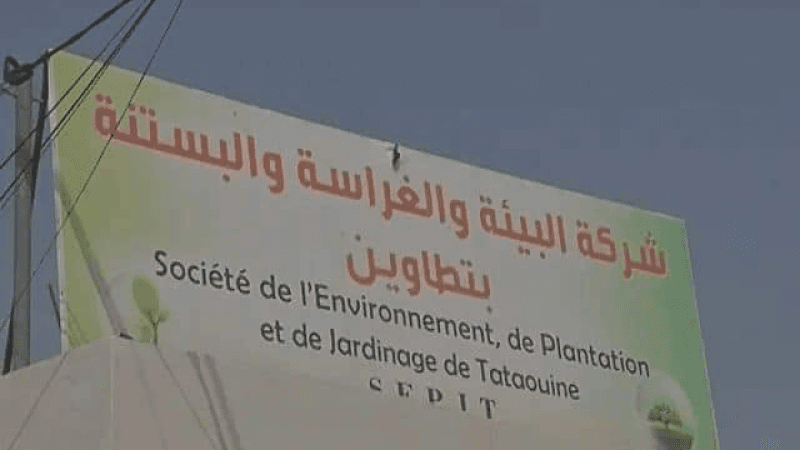 شركة البيئة والغراسة والبستنة
بتطاوين
Société de l'Environnement, de Plantation
et de Jardinage de Tataouine
S E P I T